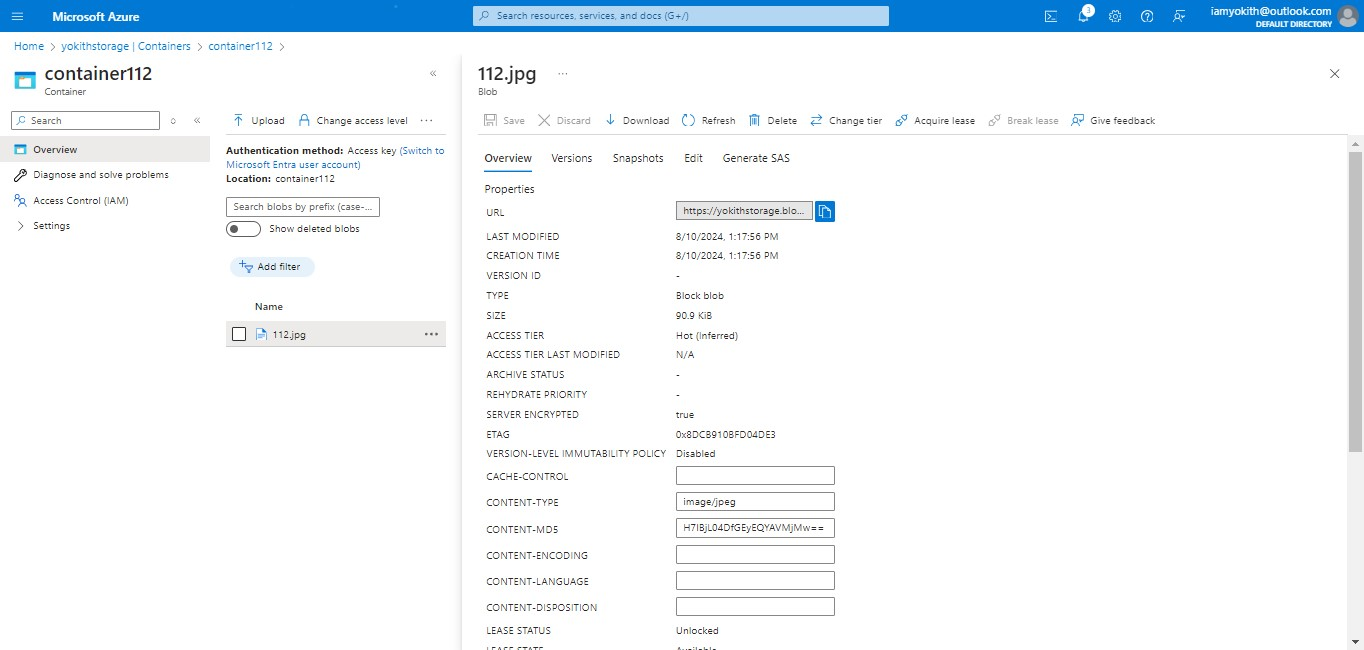 Microsoft Azure
Search resources, services, and docs (G+/)
3
iamyokith@outlook.com
DEFAULT DIRECTORY
Home > yokithstorage | Containers > container112 >
container112
Container
Search
Overview
Diagnose and solve problems
Access Control (IAM)
Settings
Upload Change access level
Authentication method: Access key (Switch to
Microsoft Entra user account)
Location: container112
Search blobs by prefix (case-...
Show deleted blobs
Add filter
Name
112.jpg
112.jpg
Blob
Save Discard Download Refresh Delete Change tier Acquire lease Break lease Give feedback
Overview Versions Snapshots Edit Generate SAS
Properties
URL https://yokithstorage.blo...
LAST MODIFIED 8/10/2024, 1:17:56 PM
CREATION TIME 8/10/2024, 1:17:56 PM
VERSION ID -
TYPE Block blob
SIZE 90.9 KiB
ACCESS TIER Hot (Inferred)
ACCESS TIER LAST MODIFIED N/A
ARCHIVE STATUS -
REHYDRATE PRIORITY -
SERVER ENCRYPTED true
ETAG 0x8DCB910BFD04DE3
VERSION-LEVEL IMMUTABILITY POLICY Disabled
CACHE-CONTROL
CONTENT-TYPE image/jpeg
CONTENT-MD5 H7IBjL04DfGEyEQYAVMjMw==
CONTENT-ENCODING
CONTENT-LANGUAGE
CONTENT-DISPOSITION
LEASE STATUS Unlocked
LEASE STATE Available